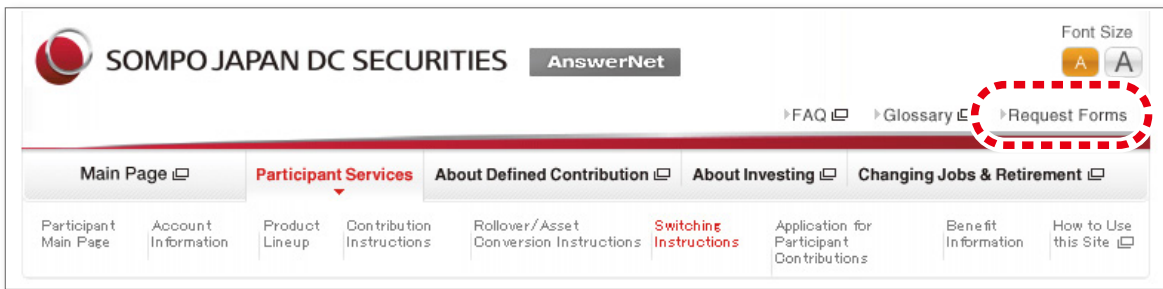 Font Size
SOMPO JAPAN DC SECURITIES AnswerNet
A A
FAQ Glossary Request Forms
Main Page Participant Services About Defined Contribution About Investing Changing Jobs & Retirement
Participant Main Page
Account Information
Product Lineup
Contribution Instructions
Rollover/Asset Conversion Instructions
Switching Instructions
Application for Participant Contributions
Benefit Information
How to Use this Site